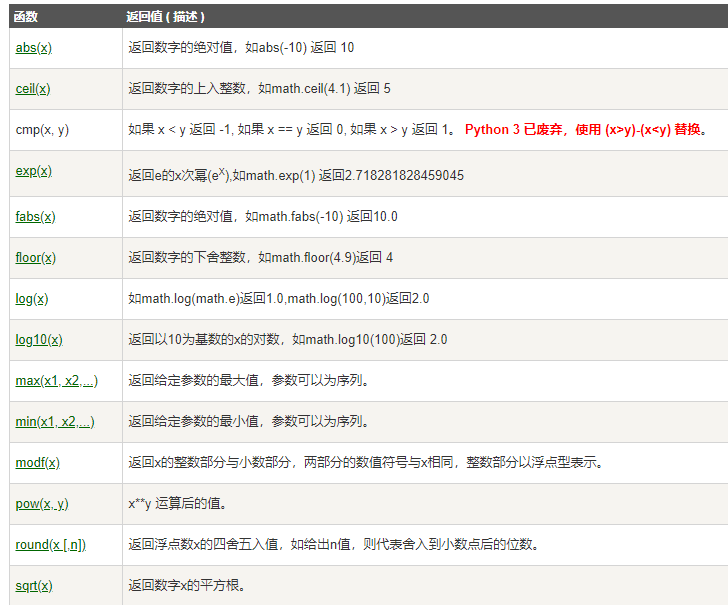 函数 返回值 ( 描述 )
abs(x) 返回数字的绝对值，如abs(-10) 返回 10
ceil(x) 返回数字的上入整数，如math.ceil(4.1) 返回 5
cmp(x, y) 如果 x < y 返回 -1, 如果 x == y 返回 0, 如果 x > y 返回 1。 Python 3 已废弃，使用 (x>y)-(x<y) 替换。
exp(x) 返回e的x次幂(eˣ),如math.exp(1) 返回2.718281828459045
fabs(x) 返回数字的绝对值，如math.fabs(-10) 返回10.0
floor(x) 返回数字的下舍整数，如math.floor(4.9)返回 4
log(x) 如math.log(math.e)返回1.0,math.log(100,10)返回2.0
log10(x) 返回以10为基数的x的对数，如math.log10(100)返回 2.0
max(x1, x2,...) 返回给定参数的最大值，参数可以为序列。
min(x1, x2,...) 返回给定参数的最小值，参数可以为序列。
modf(x) 返回x的整数部分与小数部分，两部分的数值符号与x相同，整数部分以浮点型表示。
pow(x, y) x**y 运算后的值。
round(x [,n]) 返回浮点数x的四舍五入值，如给出n值，则代表舍入到小数点后的位数。
sqrt(x) 返回数字x的平方根。